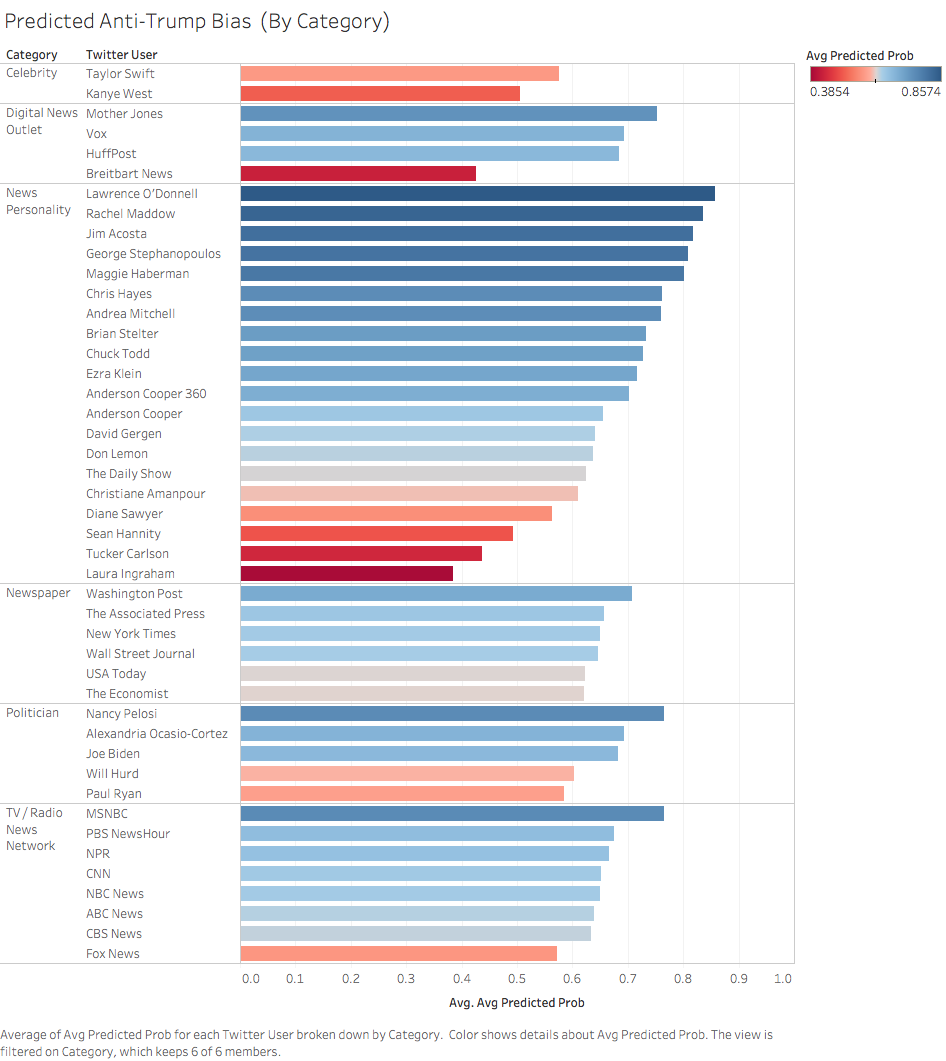 Predicted Anti-Trump Bias (By Category)
Category Twitter User
Avg Predicted Prob
0.3854 0.8574
Celebrity Taylor Swift
Kanye West
Digital News Mother Jones
Outlet
Vox
HuffPost
Breitbart News
News Lawrence O'Donnell
Personality Rachel Maddow
Jim Acosta
George Stephanopoulos
Maggie Haberman
Chris Hayes
Andrea Mitchell
Brian Stelter
Chuck Todd
Ezra Klein
Anderson Cooper 360
Anderson Cooper
David Gergen
Don Lemon
The Daily Show
Christiane Amanpour
Diane Sawyer
Sean Hannity
Tucker Carlson
Laura Ingraham
Newspaper Washington Post
The Associated Press
New York Times
Wall Street Journal
USA Today
The Economist
Politician Nancy Pelosi
Alexandria Ocasio-Cortez
Joe Biden
Will Hurd
Paul Ryan
TV / Radio MSNBC
News PBS NewsHour
Network NPR
CNN
NBC News
ABC News
CBS News
Fox News
0.0 0.1 0.2 0.3 0.4 0.5 0.6 0.7 0.8 0.9 1.0
Avg. Avg Predicted Prob
Average of Avg Predicted Prob for each Twitter User broken down by Category. Color shows details about Avg Predicted Prob. The view is
filtered on Category, which keeps 6 of 6 members.